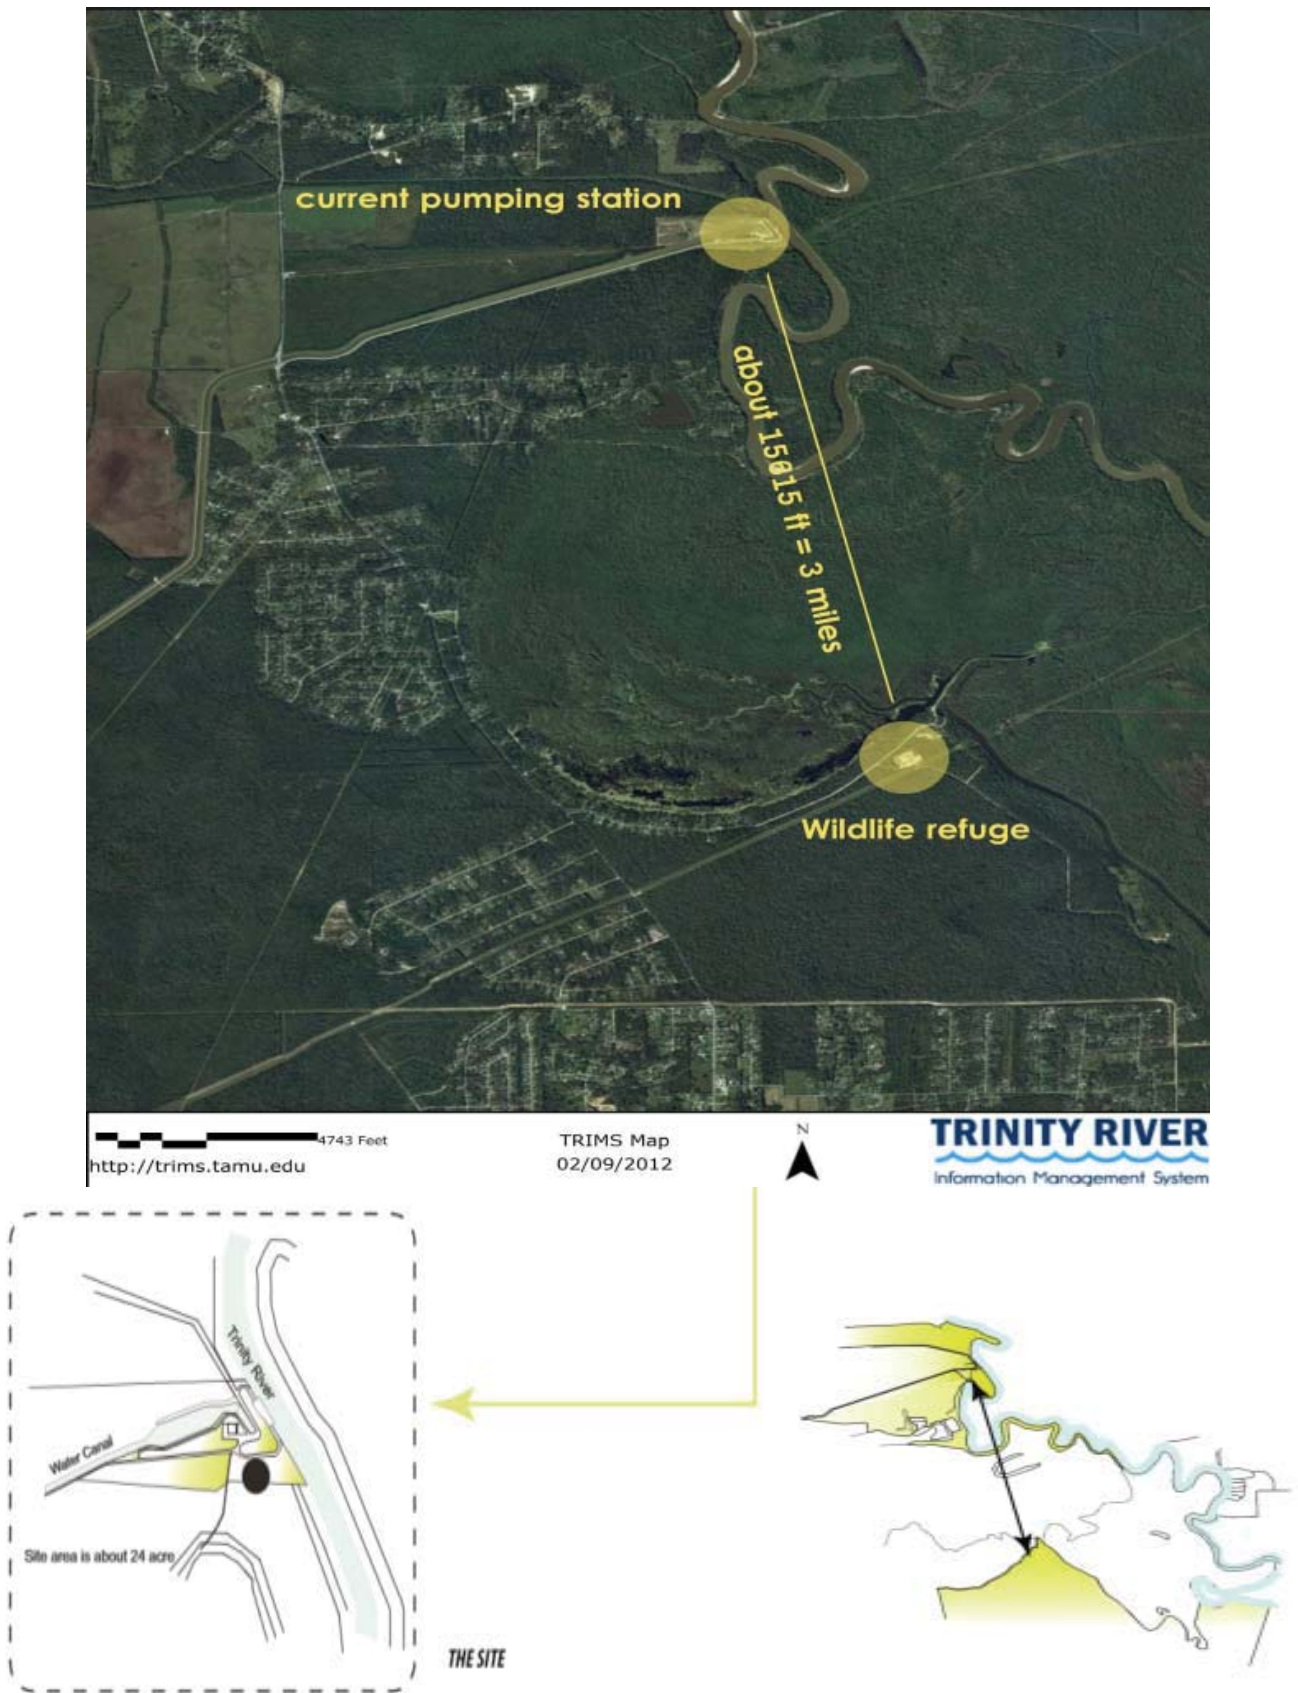 current pumping station
about 15015 ft = 3 miles
Wildlife refuge
4743 Feet
http://trims.tamu.edu
TRIMS Map
02/09/2012
N
TRINITY RIVER
Information Management System
Trinity River
Water Canal
Site area is about 24 acre
THE SITE